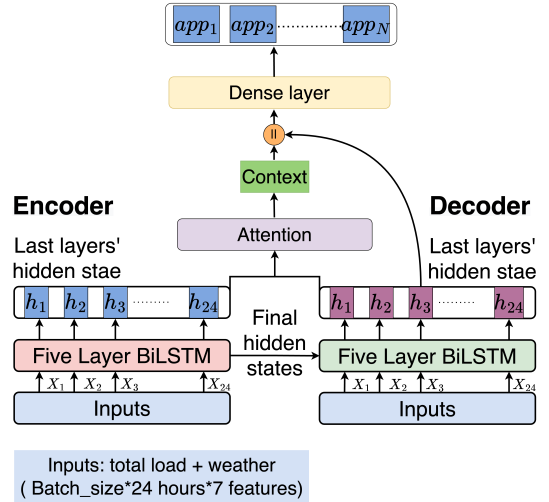 app₁ app₂ .............. app_N
Dense layer
=
Context
Encoder
Decoder
Attention
Last layers'
hidden stae
Last layers'
hidden stae
h₁ h₂ h₃ ......... h₂₄
h₁ h₂ h₃ ......... h₂₄
Final
hidden
states
Five Layer BiLSTM
Five Layer BiLSTM
X₁ X₂ X₃ X₂₄
X₁ X₂ X₃ X₂₄
Inputs
Inputs
Inputs: total load + weather
( Batch_size*24 hours*7 features)